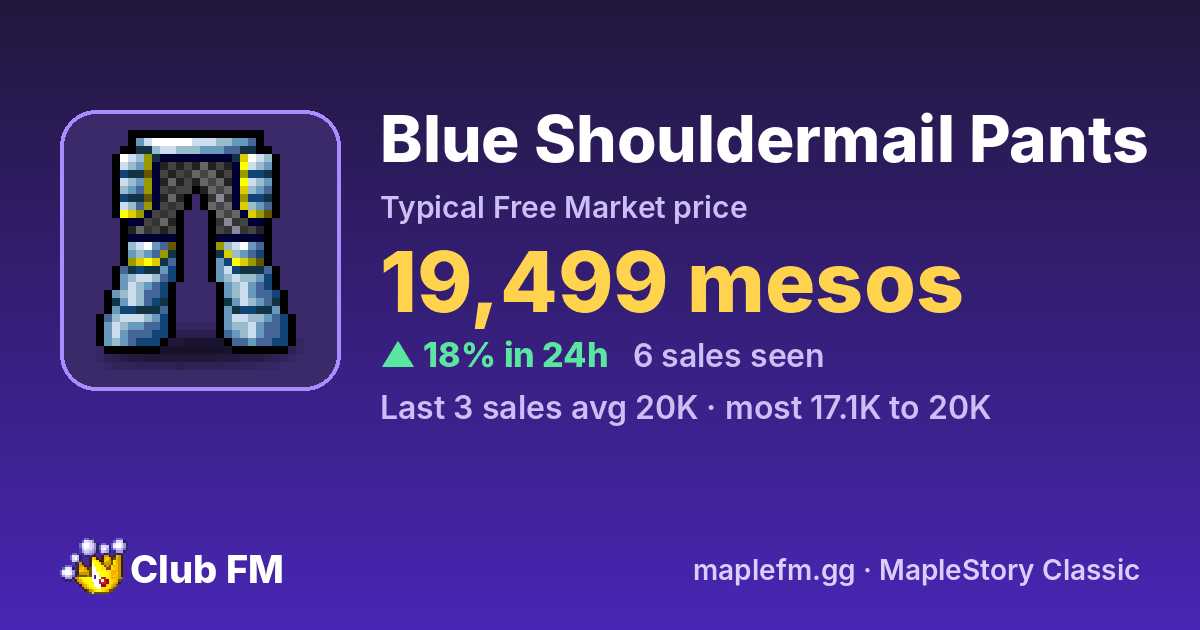 Blue Shouldermail Pants
Typical Free Market price
19,499 mesos
▲ 18% in 24h 6 sales seen
Last 3 sales avg 20K · most 17.1K to 20K
Club FM
maplefm.gg · MapleStory Classic